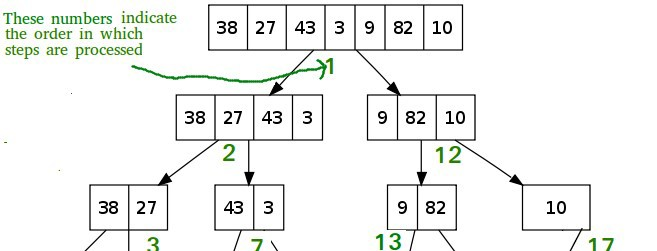 These numbers indicate
the order in which
steps are processed
38 27 43 3 9 82 10
1
38 27 43 3
9 82 10
2
12
38 27
43 3
9 82
10
3
7
13
17